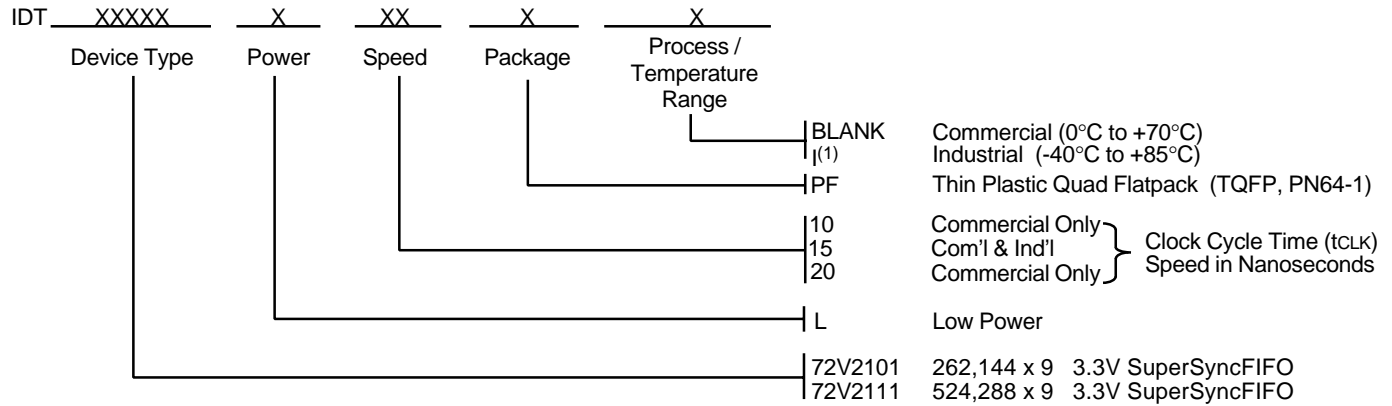 IDT XXXXX X XX X X
Device Type Power Speed Package Process / Temperature Range
BLANK Commercial (0°C to +70°C)
I(1) Industrial (-40°C to +85°C)
PF Thin Plastic Quad Flatpack (TQFP, PN64-1)
10 Commercial Only
15 Com'l & Ind'l
20 Commercial Only
Clock Cycle Time (tCLK)
Speed in Nanoseconds
L Low Power
72V2101 262,144 x 9 3.3V SuperSyncFIFO
72V2111 524,288 x 9 3.3V SuperSyncFIFO